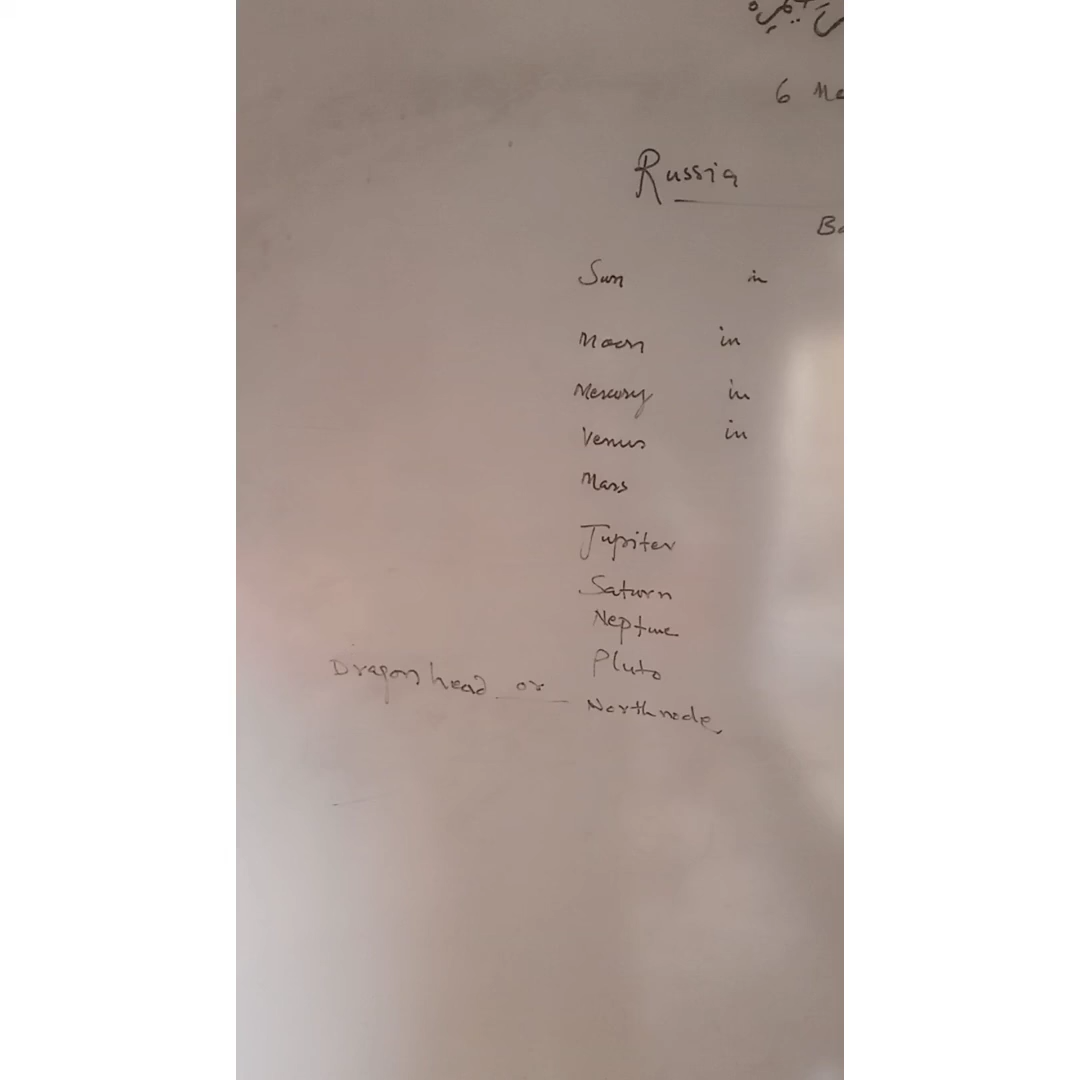 6
Russia
Sun in
Moon in
Mercury in
Venus in
Mars
Jupiter
Saturn
Neptune
Pluto
Dragon head or Northnode